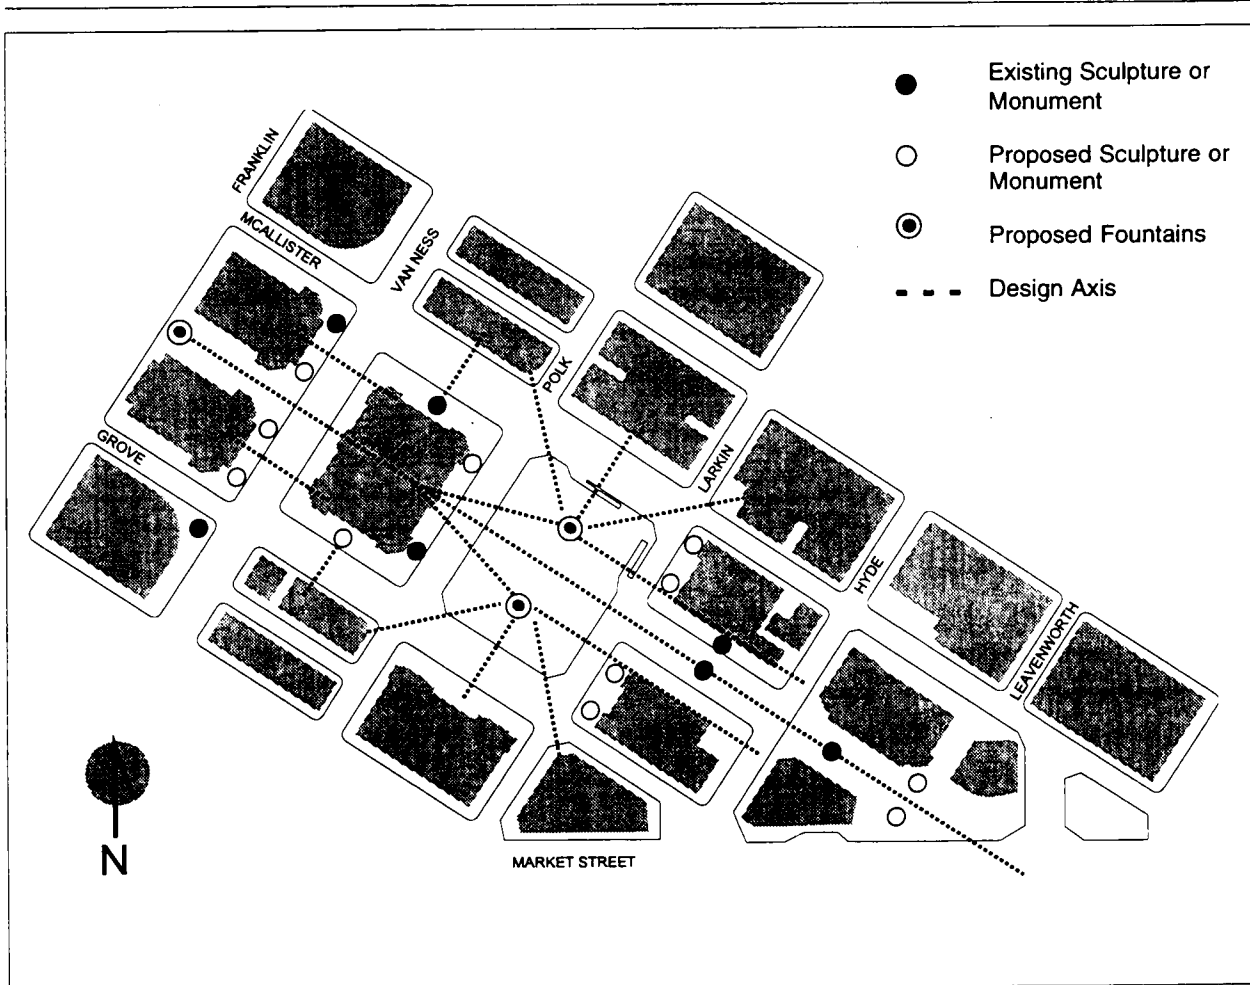 Existing Sculpture or
Monument
Proposed Sculpture or
Monument
Proposed Fountains
Design Axis
FRANKLIN
MCALLISTER
VAN NESS
POLK
GROVE
LARKIN
HYDE
LEAVENWORTH
MARKET STREET
N